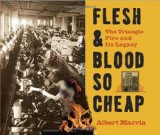 FLESH
& BLOOD
SO
CHEAP
The Triangle
Fire and
Its Legacy
Albert Marrin